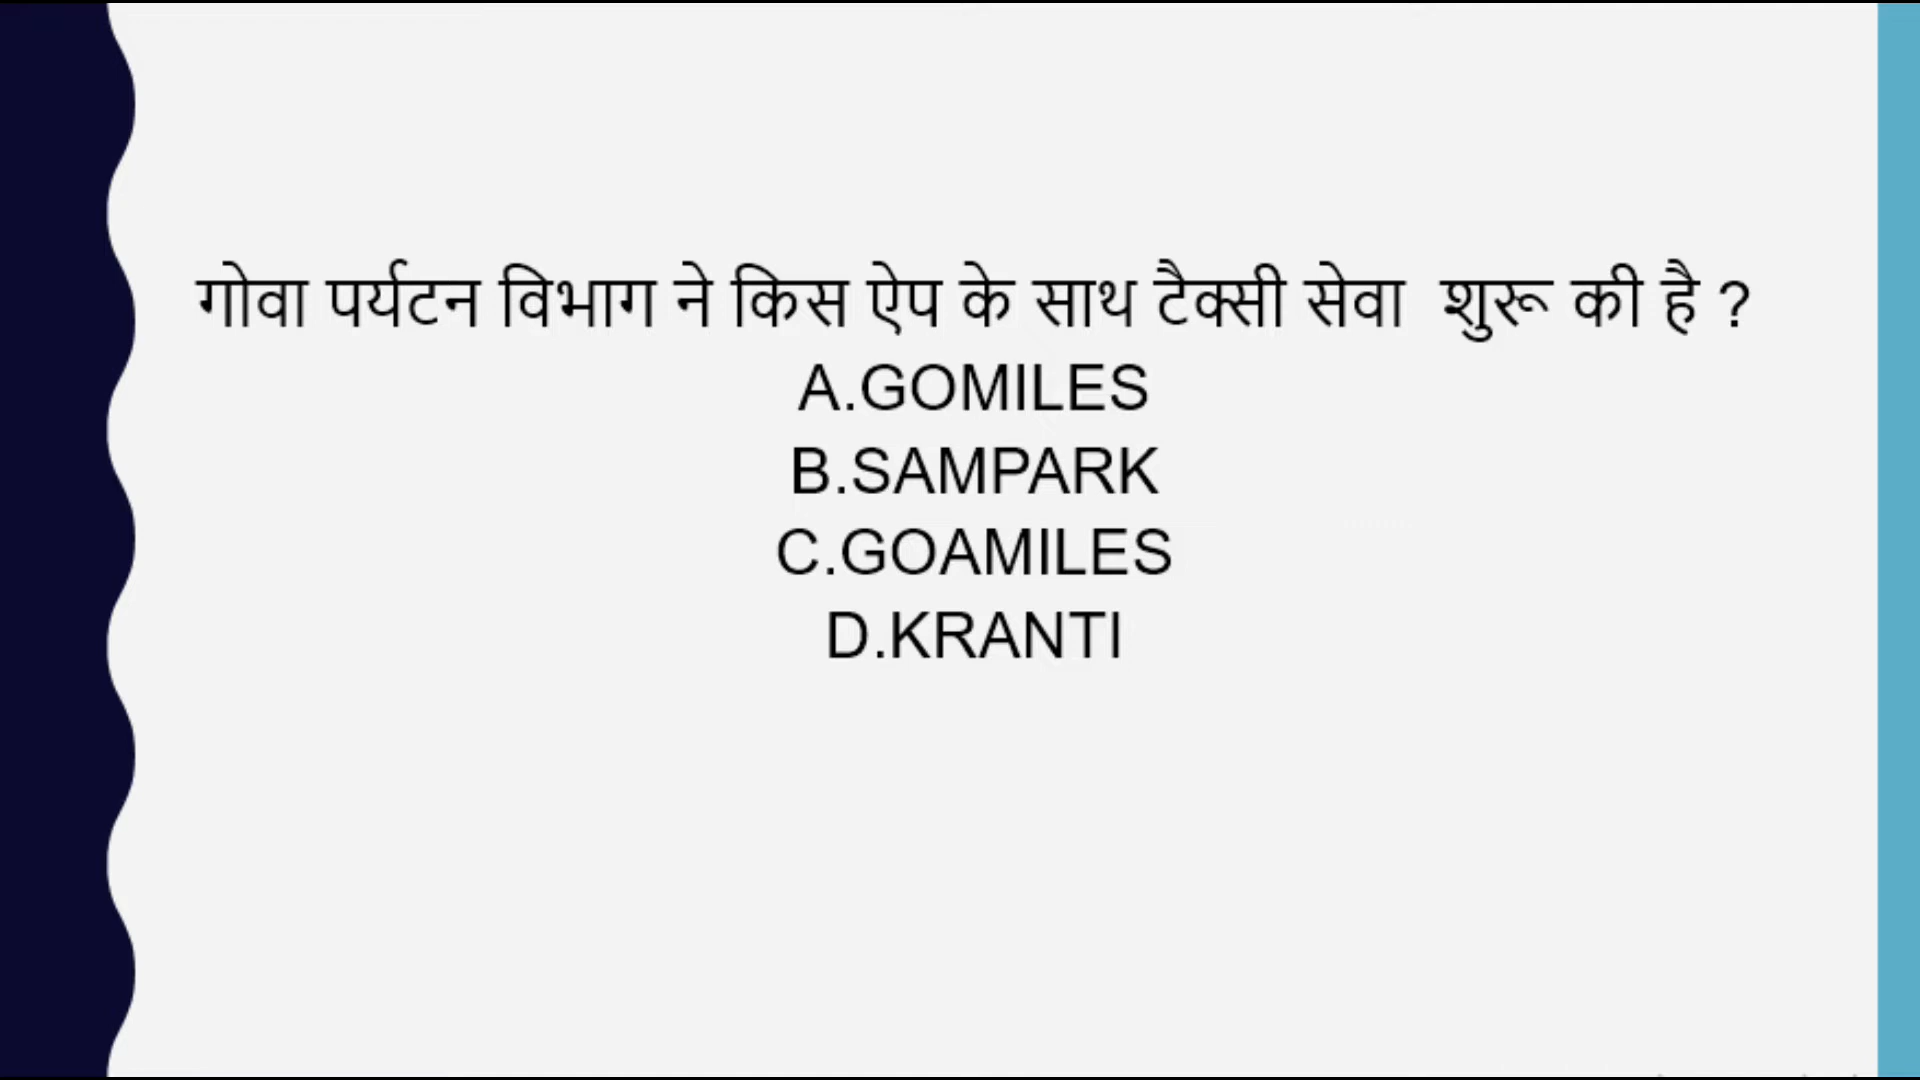 गोवा पर्यटन विभाग ने किस ऐप के साथ टैक्सी सेवा शुरू की है ?
A.GOMILES
B.SAMPARK
C.GOAMILES
D.KRANTI